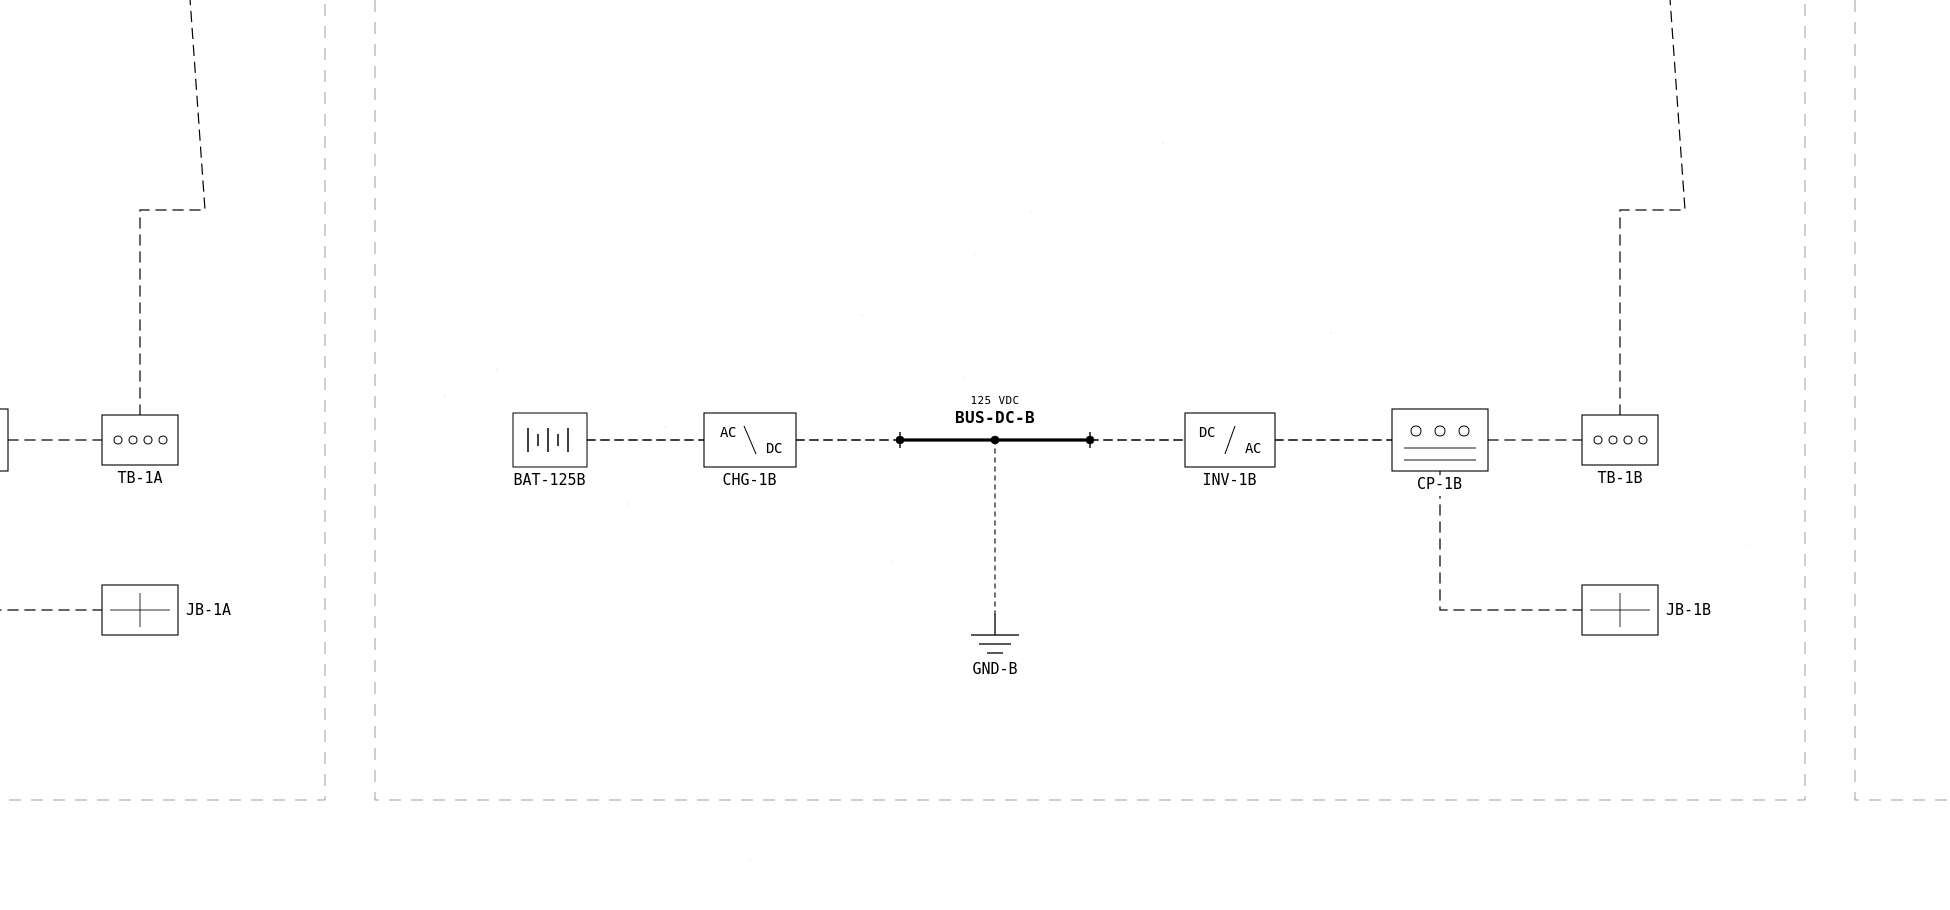 125 VDC
BUS-DC-B
AC
DC
DC
AC
TB-1A
BAT-125B
CHG-1B
INV-1B
CP-1B
TB-1B
JB-1A
JB-1B
GND-B